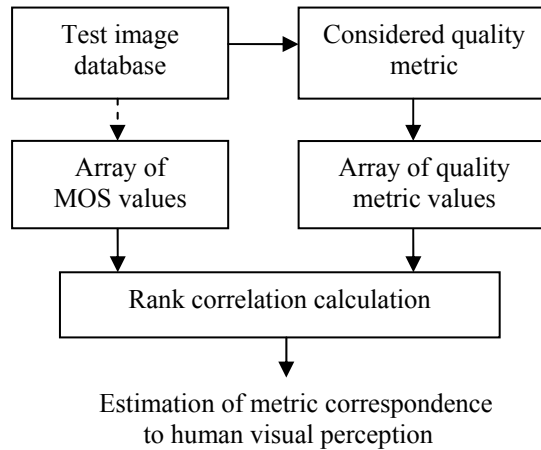 Test image
database
Considered quality
metric
Array of
MOS values
Array of quality
metric values
Rank correlation calculation
Estimation of metric correspondence
to human visual perception